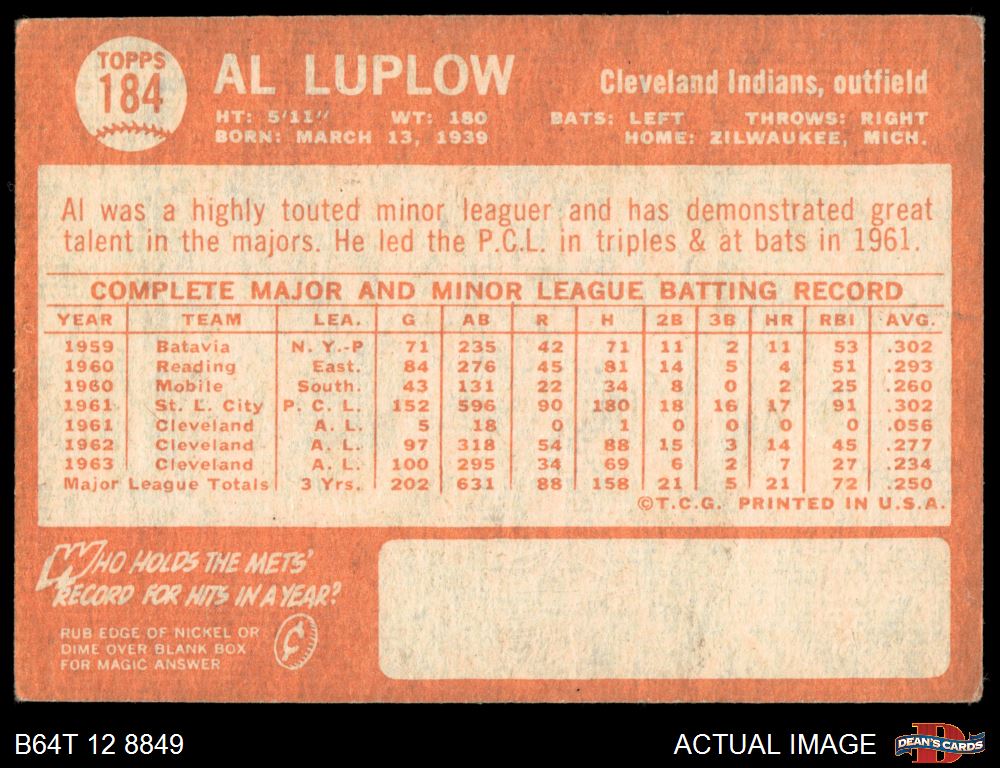 TOPPS
184
AL LUPLOW
Cleveland Indians, outfield
HT: 5'11" WT: 180 BATS: LEFT THROWS: RIGHT
BORN: MARCH 13, 1939 HOME: ZILWAUKEE, MICH.
Al was a highly touted minor leaguer and has demonstrated great
talent in the majors. He led the P.C.L. in triples & at bats in 1961.
COMPLETE MAJOR AND MINOR LEAGUE BATTING RECORD
YEAR TEAM LEA. G AB R H 2B 3B HR RBI AVG.
1959 Batavia N. Y.-P 71 235 42 71 11 2 11 53 .302
1960 Reading East. 84 276 45 81 14 5 4 51 .293
1960 Mobile South. 43 131 22 34 8 0 2 25 .260
1961 St. L. City P. C. L. 152 596 90 180 18 16 17 91 .302
1961 Cleveland A. L. 5 18 0 1 0 0 0 0 .056
1962 Cleveland A. L. 97 318 54 88 15 3 14 45 .277
1963 Cleveland A. L. 100 295 34 69 6 2 7 27 .234
Major League Totals 3 Yrs. 202 631 88 158 21 5 21 72 .250
©T.C.G. PRINTED IN U.S.A.
WHO HOLDS THE METS'
RECORD FOR HITS IN A YEAR?
RUB EDGE OF NICKEL OR
DIME OVER BLANK BOX
FOR MAGIC ANSWER
¢
B64T 12 8849
ACTUAL IMAGE
D
DEAN'S CARDS